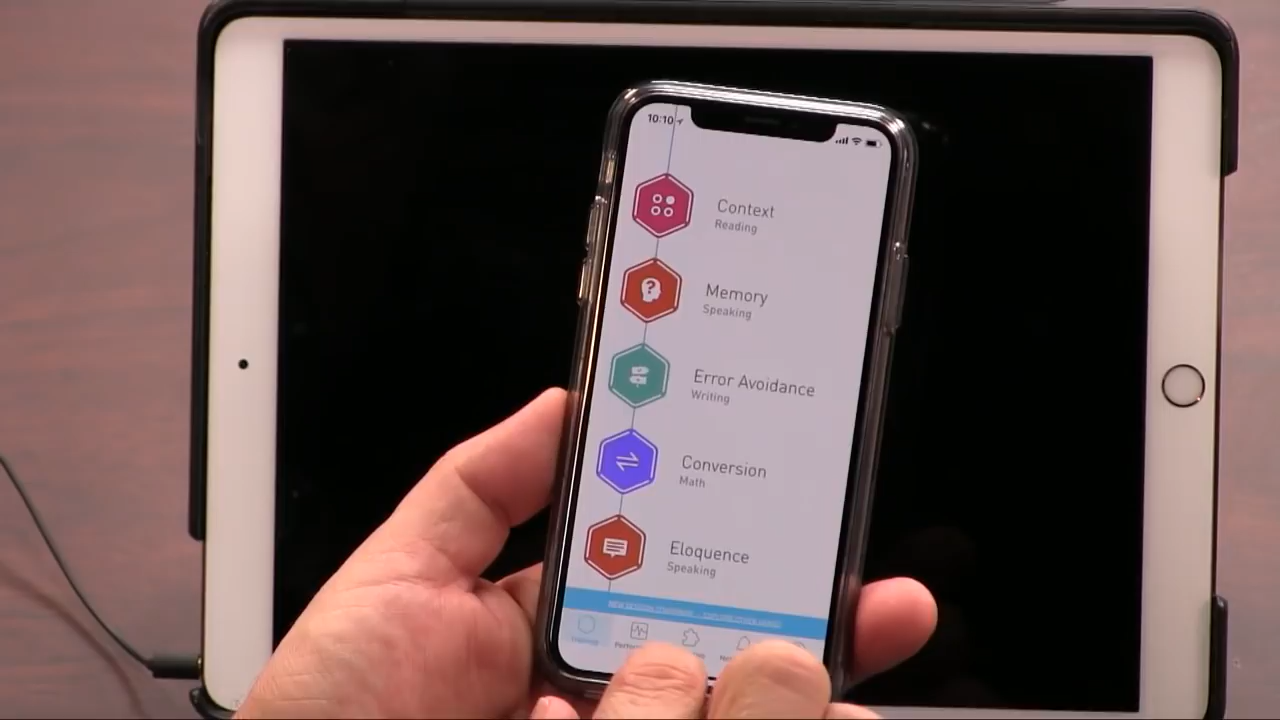 10:10
Context
Reading
Memory
Speaking
Error Avoidance
Writing
Conversion
Math
Eloquence
Speaking